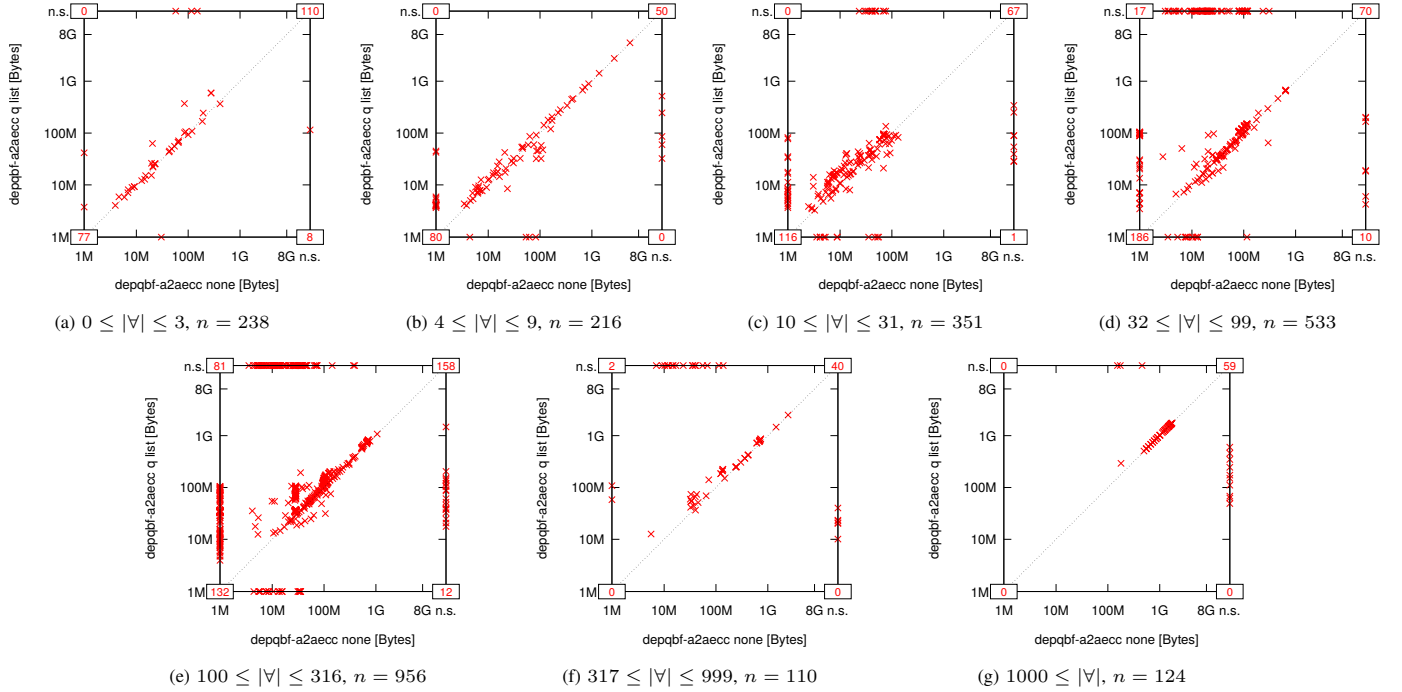 0 110
n.s.
8G
1G
100M
10M
1M
77 8
1M 10M 100M 1G 8G n.s.
depqbf-a2aecc q list [Bytes]
depqbf-a2aecc none [Bytes]
(a) 0 ≤ |∀| ≤ 3, n = 238
0 50
n.s.
8G
1G
100M
10M
1M
80 0
1M 10M 100M 1G 8G n.s.
depqbf-a2aecc q list [Bytes]
depqbf-a2aecc none [Bytes]
(b) 4 ≤ |∀| ≤ 9, n = 216
0 67
n.s.
8G
1G
100M
10M
1M
116 1
1M 10M 100M 1G 8G n.s.
depqbf-a2aecc q list [Bytes]
depqbf-a2aecc none [Bytes]
(c) 10 ≤ |∀| ≤ 31, n = 351
17 70
n.s.
8G
1G
100M
10M
1M
186 10
1M 10M 100M 1G 8G n.s.
depqbf-a2aecc q list [Bytes]
depqbf-a2aecc none [Bytes]
(d) 32 ≤ |∀| ≤ 99, n = 533
81 158
n.s.
8G
1G
100M
10M
1M
132 12
1M 10M 100M 1G 8G n.s.
depqbf-a2aecc q list [Bytes]
depqbf-a2aecc none [Bytes]
(e) 100 ≤ |∀| ≤ 316, n = 956
2 40
n.s.
8G
1G
100M
10M
1M
0 0
1M 10M 100M 1G 8G n.s.
depqbf-a2aecc q list [Bytes]
depqbf-a2aecc none [Bytes]
(f) 317 ≤ |∀| ≤ 999, n = 110
0 59
n.s.
8G
1G
100M
10M
1M
0 0
1M 10M 100M 1G 8G n.s.
depqbf-a2aecc q list [Bytes]
depqbf-a2aecc none [Bytes]
(g) 1000 ≤ |∀|, n = 124